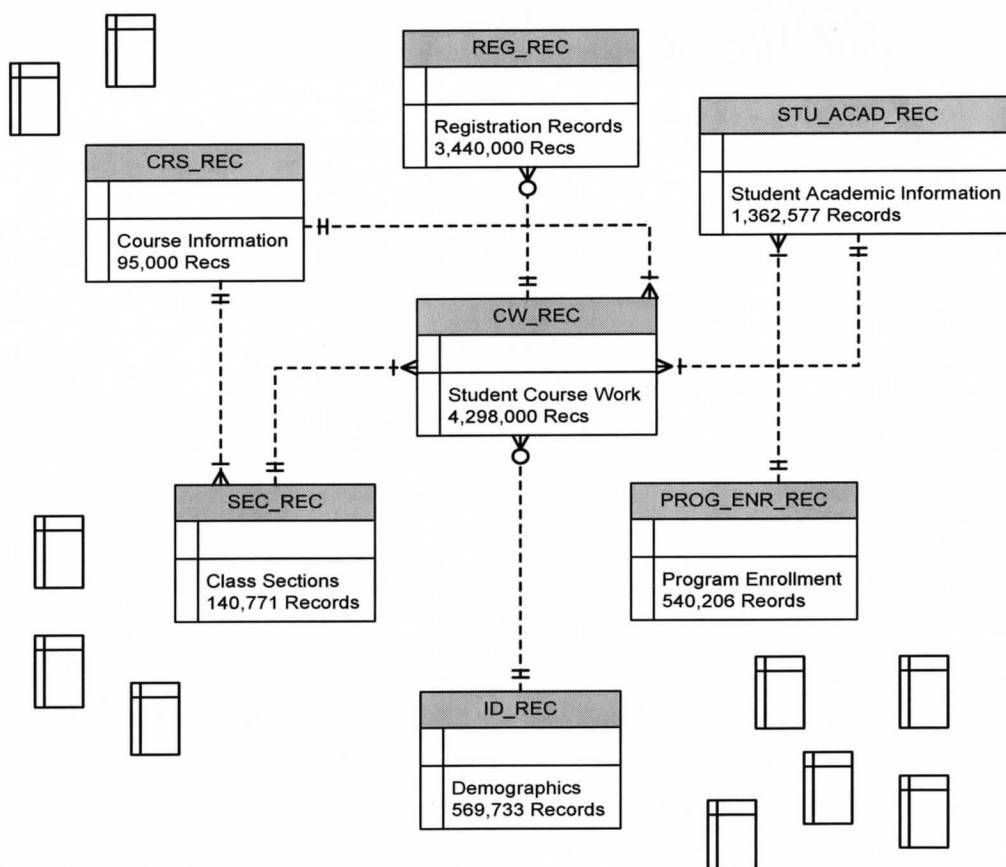 REG_REC
Registration Records
3,440,000 Recs
STU_ACAD_REC
Student Academic Information
1,362,577 Records
CRS_REC
Course Information
95,000 Recs
CW_REC
Student Course Work
4,298,000 Recs
SEC_REC
Class Sections
140,771 Records
PROG_ENR_REC
Program Enrollment
540,206 Reords
ID_REC
Demographics
569,733 Records